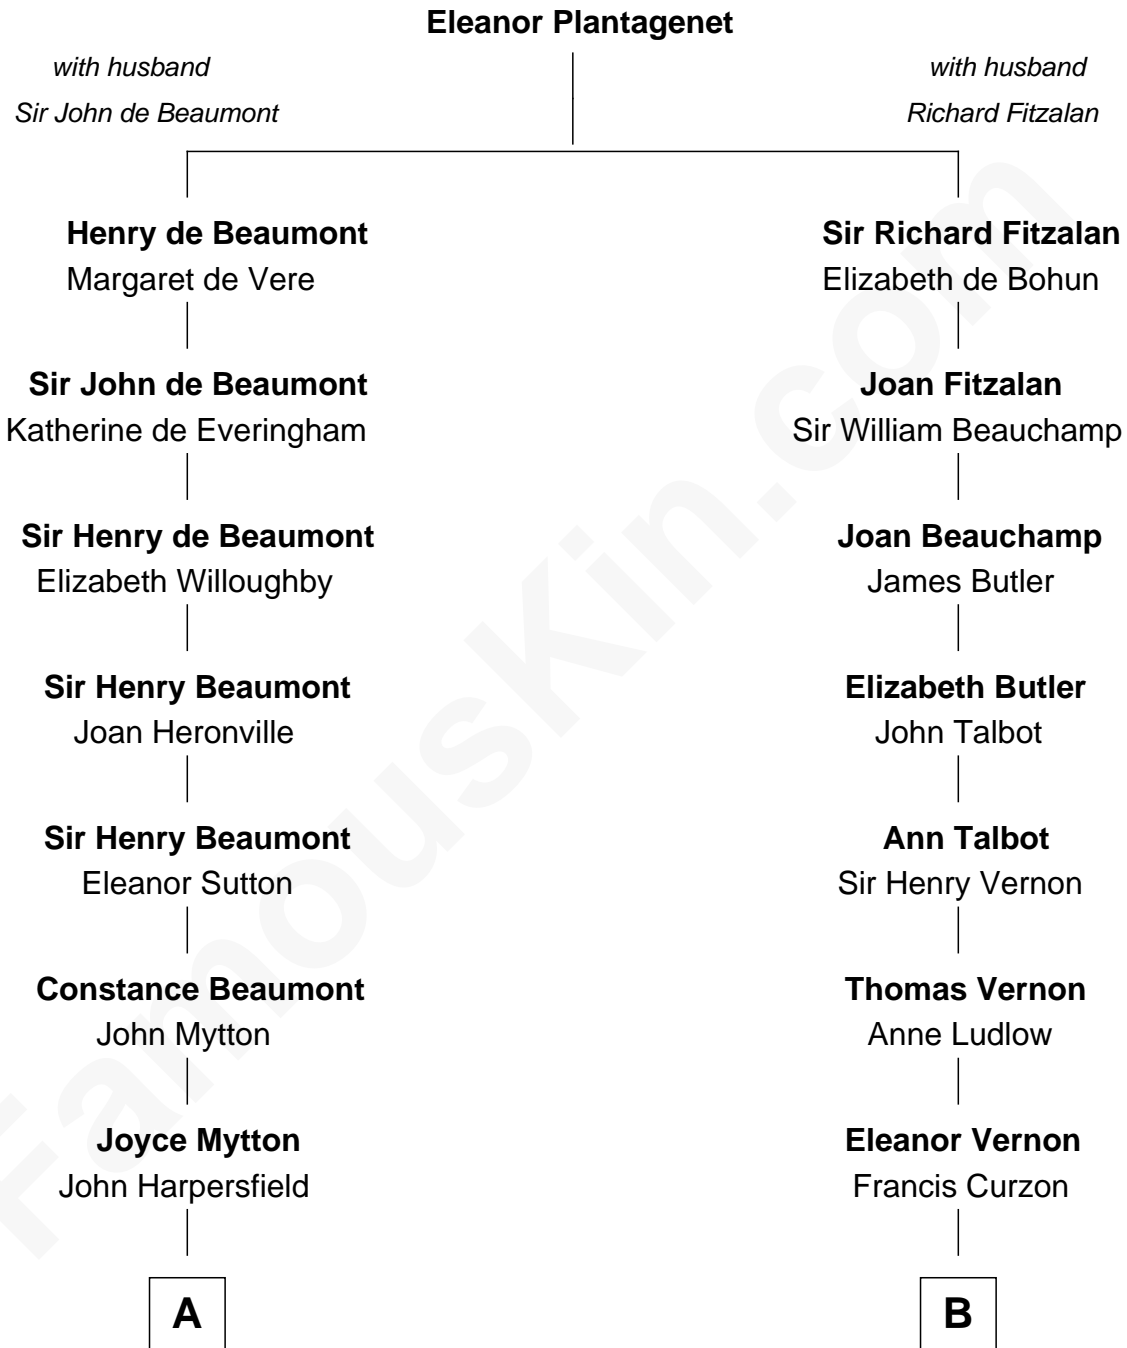 Eleanor Plantagenet
with husband
Sir John de Beaumont
with husband
Richard Fitzalan
Henry de Beaumont
Margaret de Vere
Sir Richard Fitzalan
Elizabeth de Bohun
Sir John de Beaumont
Katherine de Everingham
Joan Fitzalan
Sir William Beauchamp
Sir Henry de Beaumont
Elizabeth Willoughby
Joan Beauchamp
James Butler
Sir Henry Beaumont
Joan Heronville
Elizabeth Butler
John Talbot
Sir Henry Beaumont
Eleanor Sutton
Ann Talbot
Sir Henry Vernon
Constance Beaumont
John Mytton
Thomas Vernon
Anne Ludlow
Joyce Mytton
John Harpersfield
Eleanor Vernon
Francis Curzon
A
B
FamousKin.com